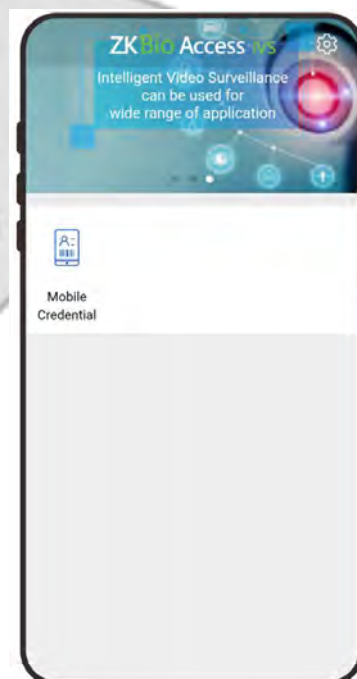 ZKBio Access IVS
Intelligent Video Surveillance
can be used for
wide range of application
Mobile
Credential